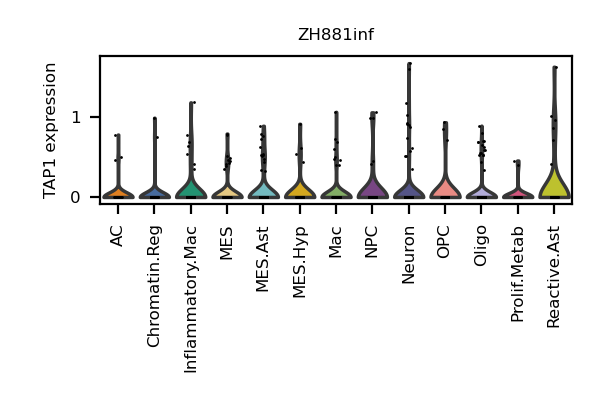 ZH881inf
TAP1 expression
1
0
AC
Chromatin.Reg
Inflammatory.Mac
MES
MES.Ast
MES.Hyp
Mac
NPC
Neuron
OPC
Oligo
Prolif.Metab
Reactive.Ast